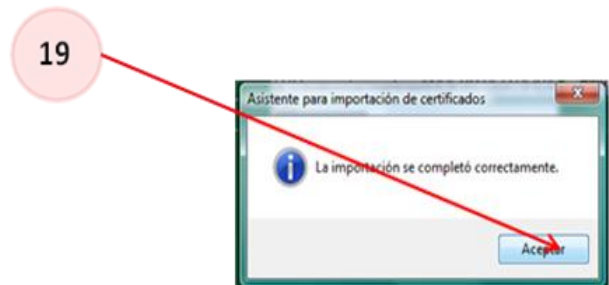 19
Asistente para importación de certificados
La importación se completó correctamente.
Aceptar